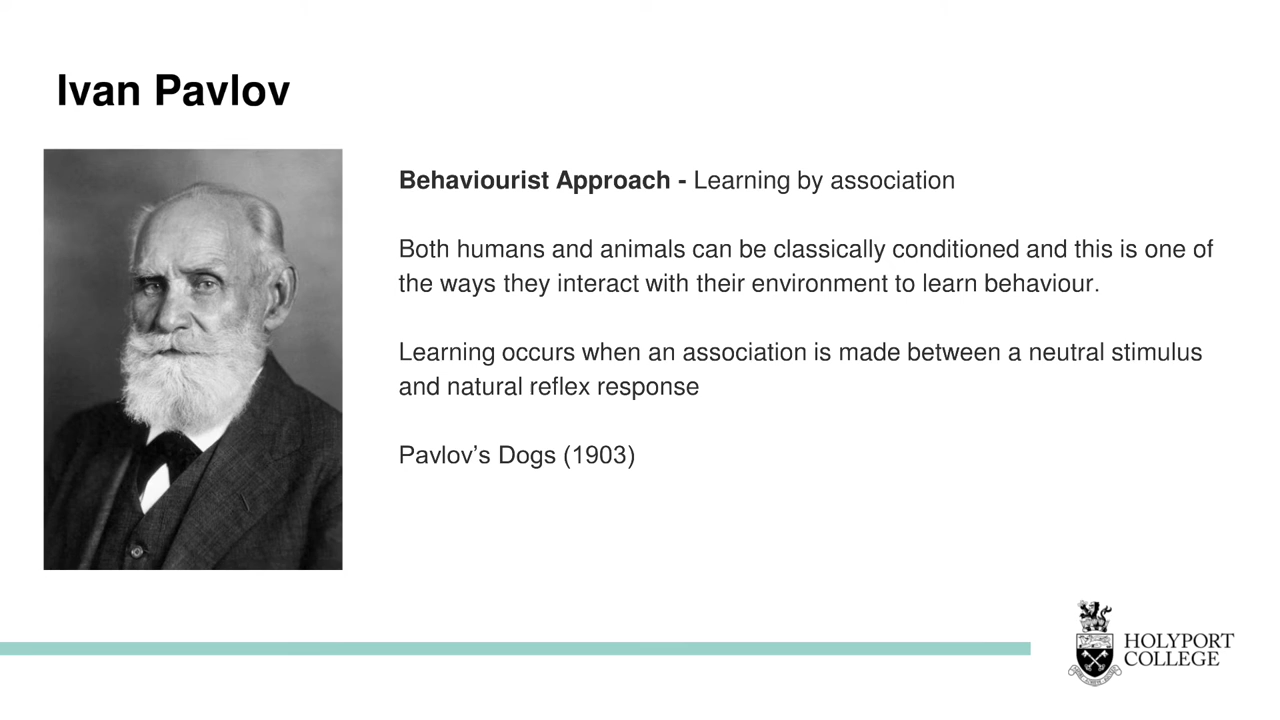 Ivan Pavlov
Behaviourist Approach - Learning by association
Both humans and animals can be classically conditioned and this is one of
the ways they interact with their environment to learn behaviour.
Learning occurs when an association is made between a neutral stimulus
and natural reflex response
Pavlov’s Dogs (1903)
HOLYPORT
COLLEGE